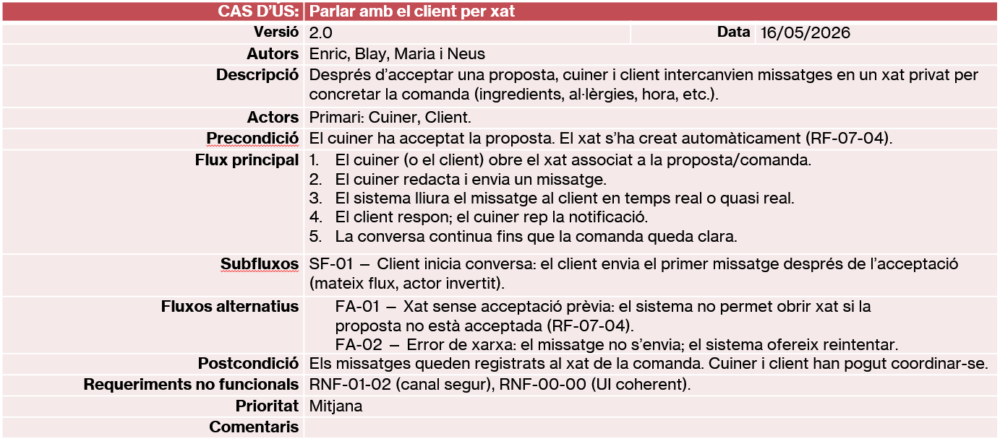 CAS D'ÚS: Parlar amb el client per xat
Versió 2.0 Data 16/05/2026
Autors Enric, Blay, Maria i Neus
Descripció Després d'acceptar una proposta, cuiner i client intercanvien missatges en un xat privat per
concretar la comanda (ingredients, al·lèrgies, hora, etc.).
Actors Primari: Cuiner, Client.
Precondició El cuiner ha acceptat la proposta. El xat s'ha creat automàticament (RF-07-04).
Flux principal 1. El cuiner (o el client) obre el xat associat a la proposta/comanda.
2. El cuiner redacta i envia un missatge.
3. El sistema lliura el missatge al client en temps real o quasi real.
4. El client respon; el cuiner rep la notificació.
5. La conversa continua fins que la comanda queda clara.
Subfluxos SF-01 — Client inicia conversa: el client envia el primer missatge després de l'acceptació
(mateix flux, actor invertit).
Fluxos alternatius FA-01 — Xat sense acceptació prèvia: el sistema no permet obrir xat si la
proposta no està acceptada (RF-07-04).
FA-02 — Error de xarxa: el missatge no s'envia; el sistema ofereix reintentar.
Postcondició Els missatges queden registrats al xat de la comanda. Cuiner i client han pogut coordinar-se.
Requeriments no funcionals RNF-01-02 (canal segur), RNF-00-00 (UI coherent).
Prioritat Mitjana
Comentaris